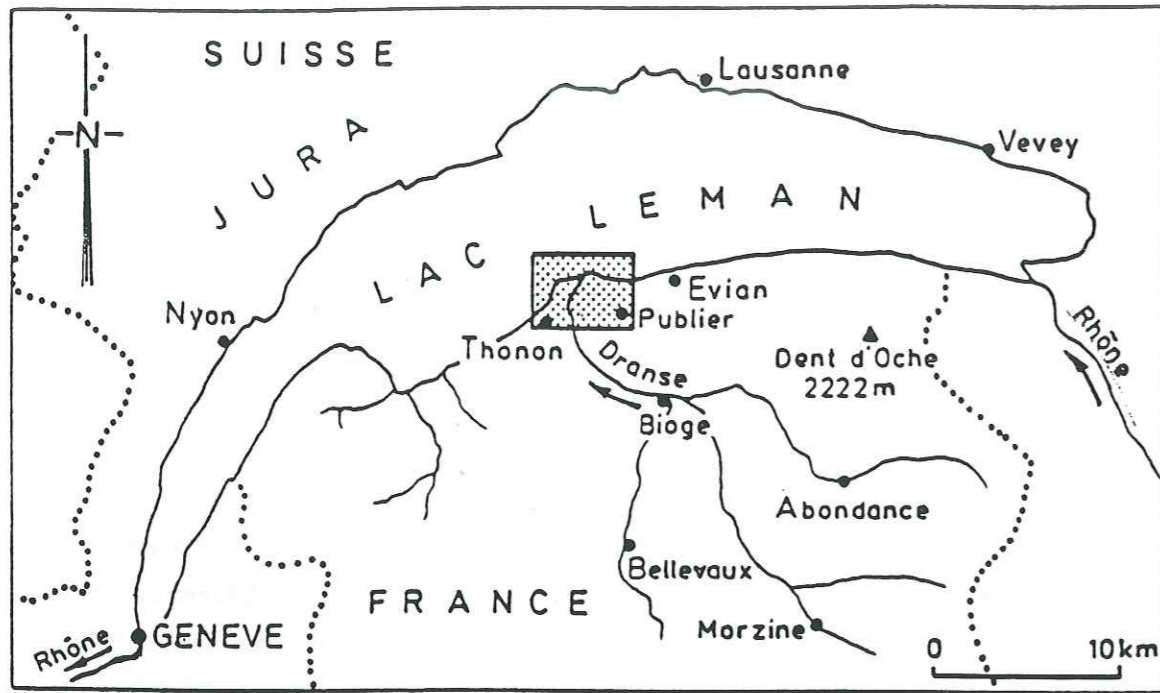 SUISSE
Lausanne
N
JURA
Vevey
LAC LEMAN
Evian
Nyon
Publier
Thonon
Rhône
Dranse
Dent d'Oche
2222m
Bioge
Abondance
Bellevaux
FRANCE
Morzine
0 10km
GENEVE
Rhône